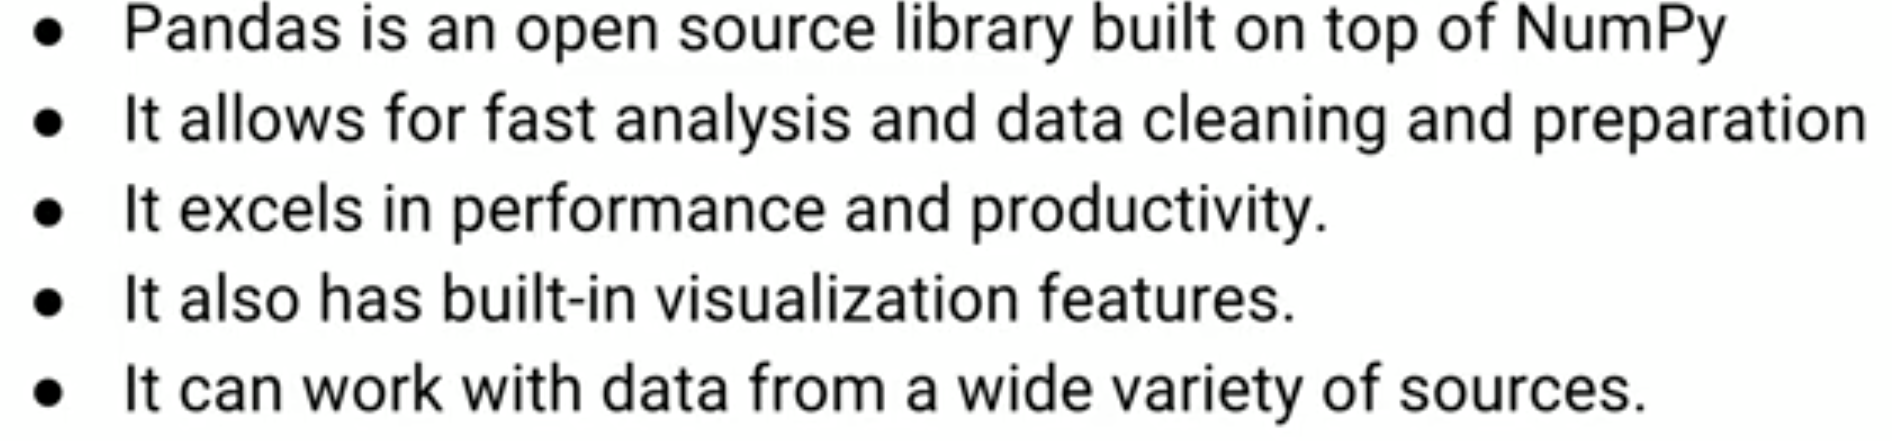 ● Pandas is an open source library built on top of NumPy
● It allows for fast analysis and data cleaning and preparation
● It excels in performance and productivity.
● It also has built-in visualization features.
● It can work with data from a wide variety of sources.